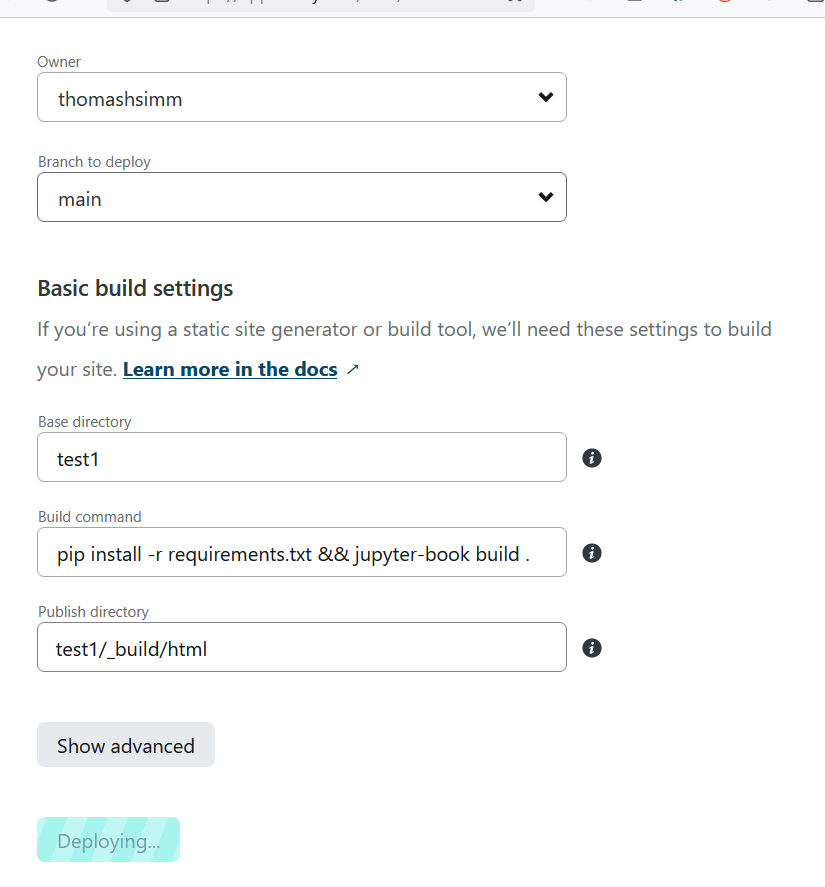 Owner
thomashsimm
Branch to deploy
main
Basic build settings
If you're using a static site generator or build tool, we'll need these settings to build
your site. Learn more in the docs ↗
Base directory
test1
Build command
pip install -r requirements.txt && jupyter-book build .
Publish directory
test1/_build/html
Show advanced
Deploying...